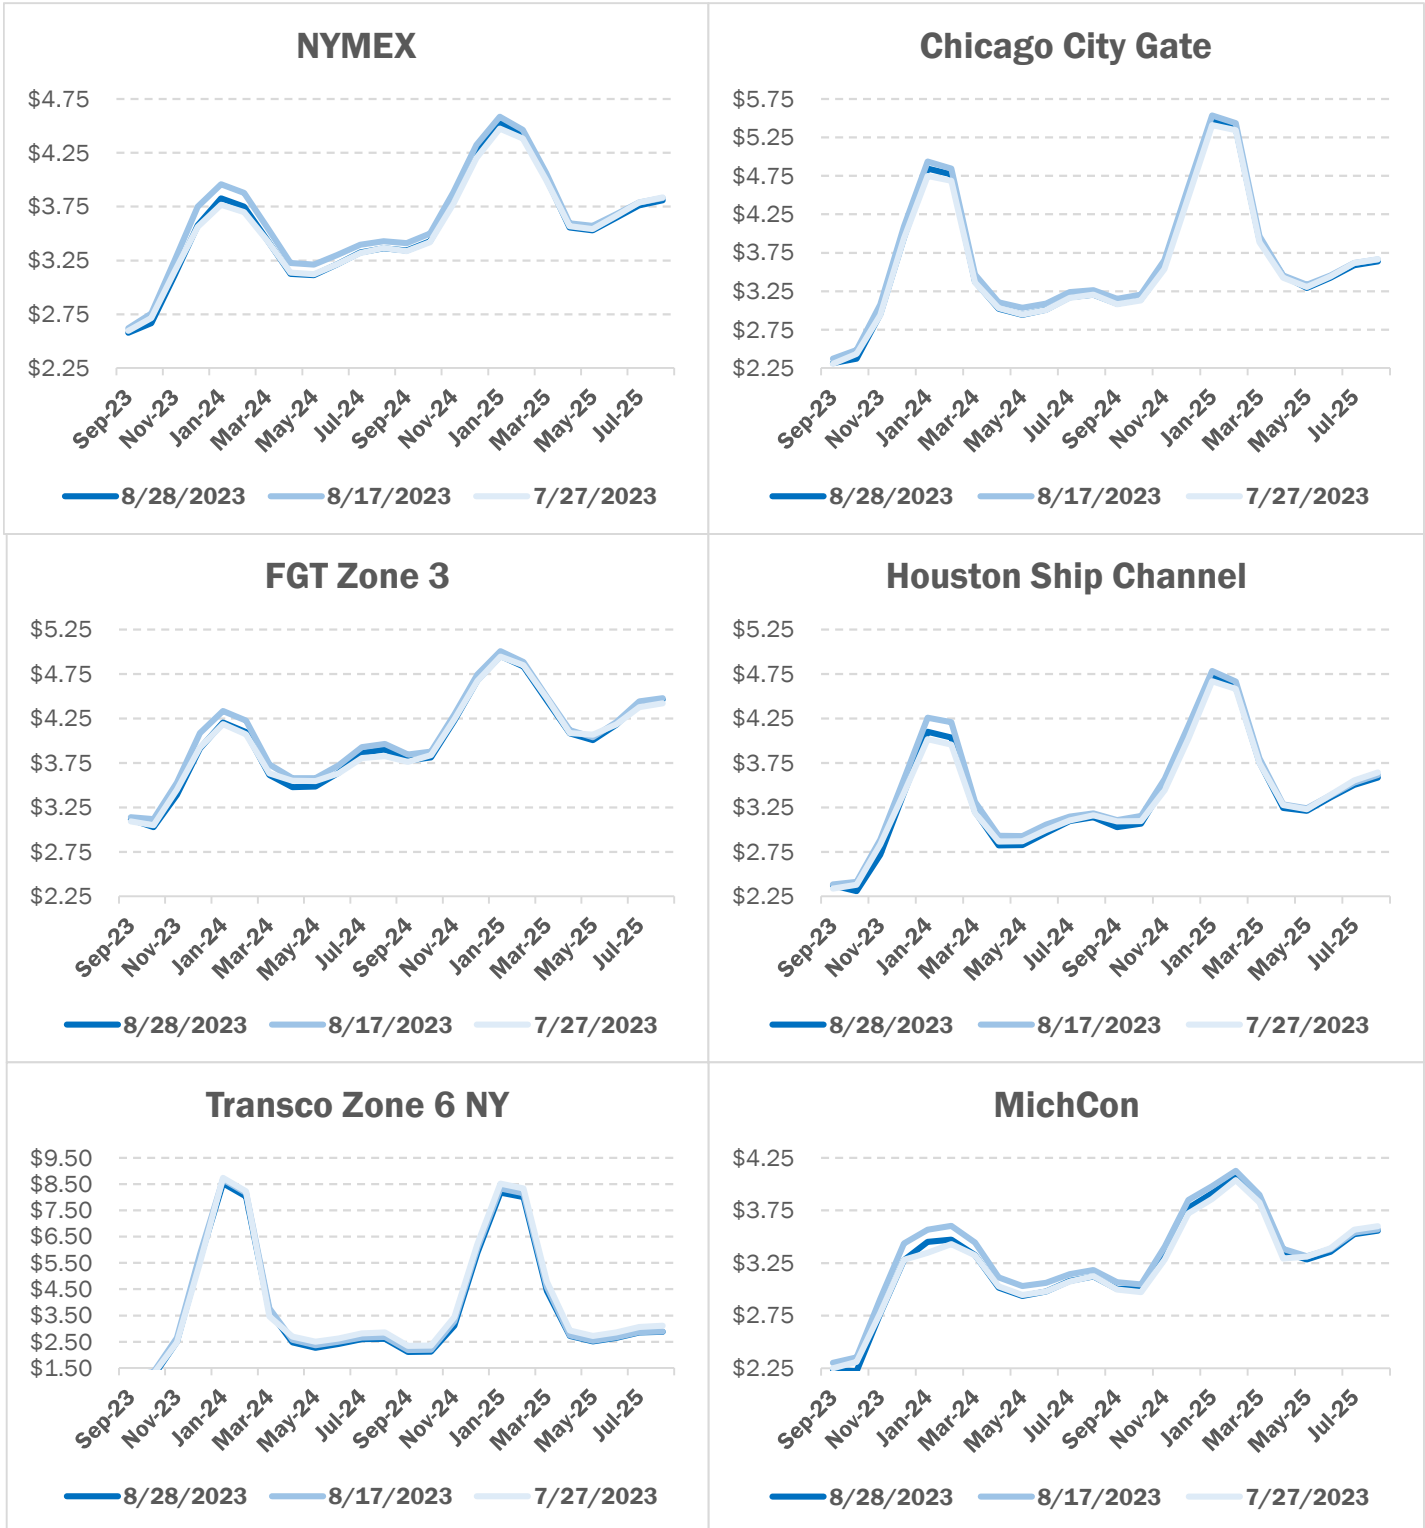 NYMEX
$4.75
$4.25
$3.75
$3.25
$2.75
$2.25
Sep-23 Nov-23 Jan-24 Mar-24 May-24 Jul-24 Sep-24 Nov-24 Jan-25 Mar-25 May-25 Jul-25
8/28/2023 8/17/2023 7/27/2023
Chicago City Gate
$5.75
$5.25
$4.75
$4.25
$3.75
$3.25
$2.75
$2.25
Sep-23 Nov-23 Jan-24 Mar-24 May-24 Jul-24 Sep-24 Nov-24 Jan-25 Mar-25 May-25 Jul-25
8/28/2023 8/17/2023 7/27/2023
FGT Zone 3
$5.25
$4.75
$4.25
$3.75
$3.25
$2.75
$2.25
Sep-23 Nov-23 Jan-24 Mar-24 May-24 Jul-24 Sep-24 Nov-24 Jan-25 Mar-25 May-25 Jul-25
8/28/2023 8/17/2023 7/27/2023
Houston Ship Channel
$5.25
$4.75
$4.25
$3.75
$3.25
$2.75
$2.25
Sep-23 Nov-23 Jan-24 Mar-24 May-24 Jul-24 Sep-24 Nov-24 Jan-25 Mar-25 May-25 Jul-25
8/28/2023 8/17/2023 7/27/2023
Transco Zone 6 NY
$9.50
$8.50
$7.50
$6.50
$5.50
$4.50
$3.50
$2.50
$1.50
Sep-23 Nov-23 Jan-24 Mar-24 May-24 Jul-24 Sep-24 Nov-24 Jan-25 Mar-25 May-25 Jul-25
8/28/2023 8/17/2023 7/27/2023
MichCon
$4.25
$3.75
$3.25
$2.75
$2.25
Sep-23 Nov-23 Jan-24 Mar-24 May-24 Jul-24 Sep-24 Nov-24 Jan-25 Mar-25 May-25 Jul-25
8/28/2023 8/17/2023 7/27/2023